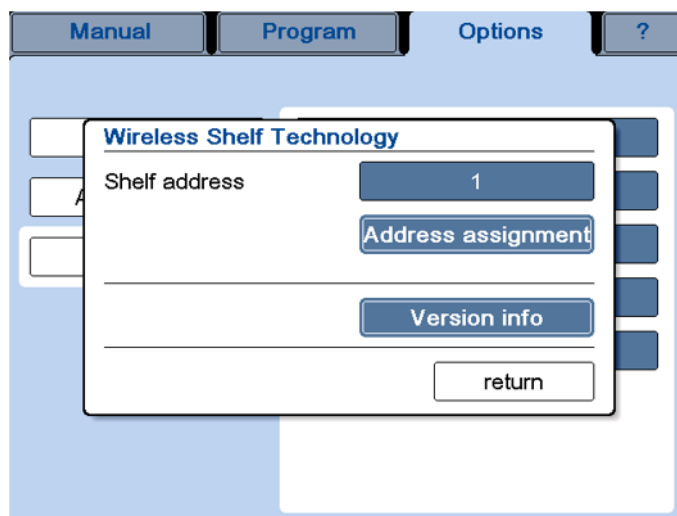 Manual Program Options ?
Wireless Shelf Technology
Shelf address 1
Address assignment
Version info
return